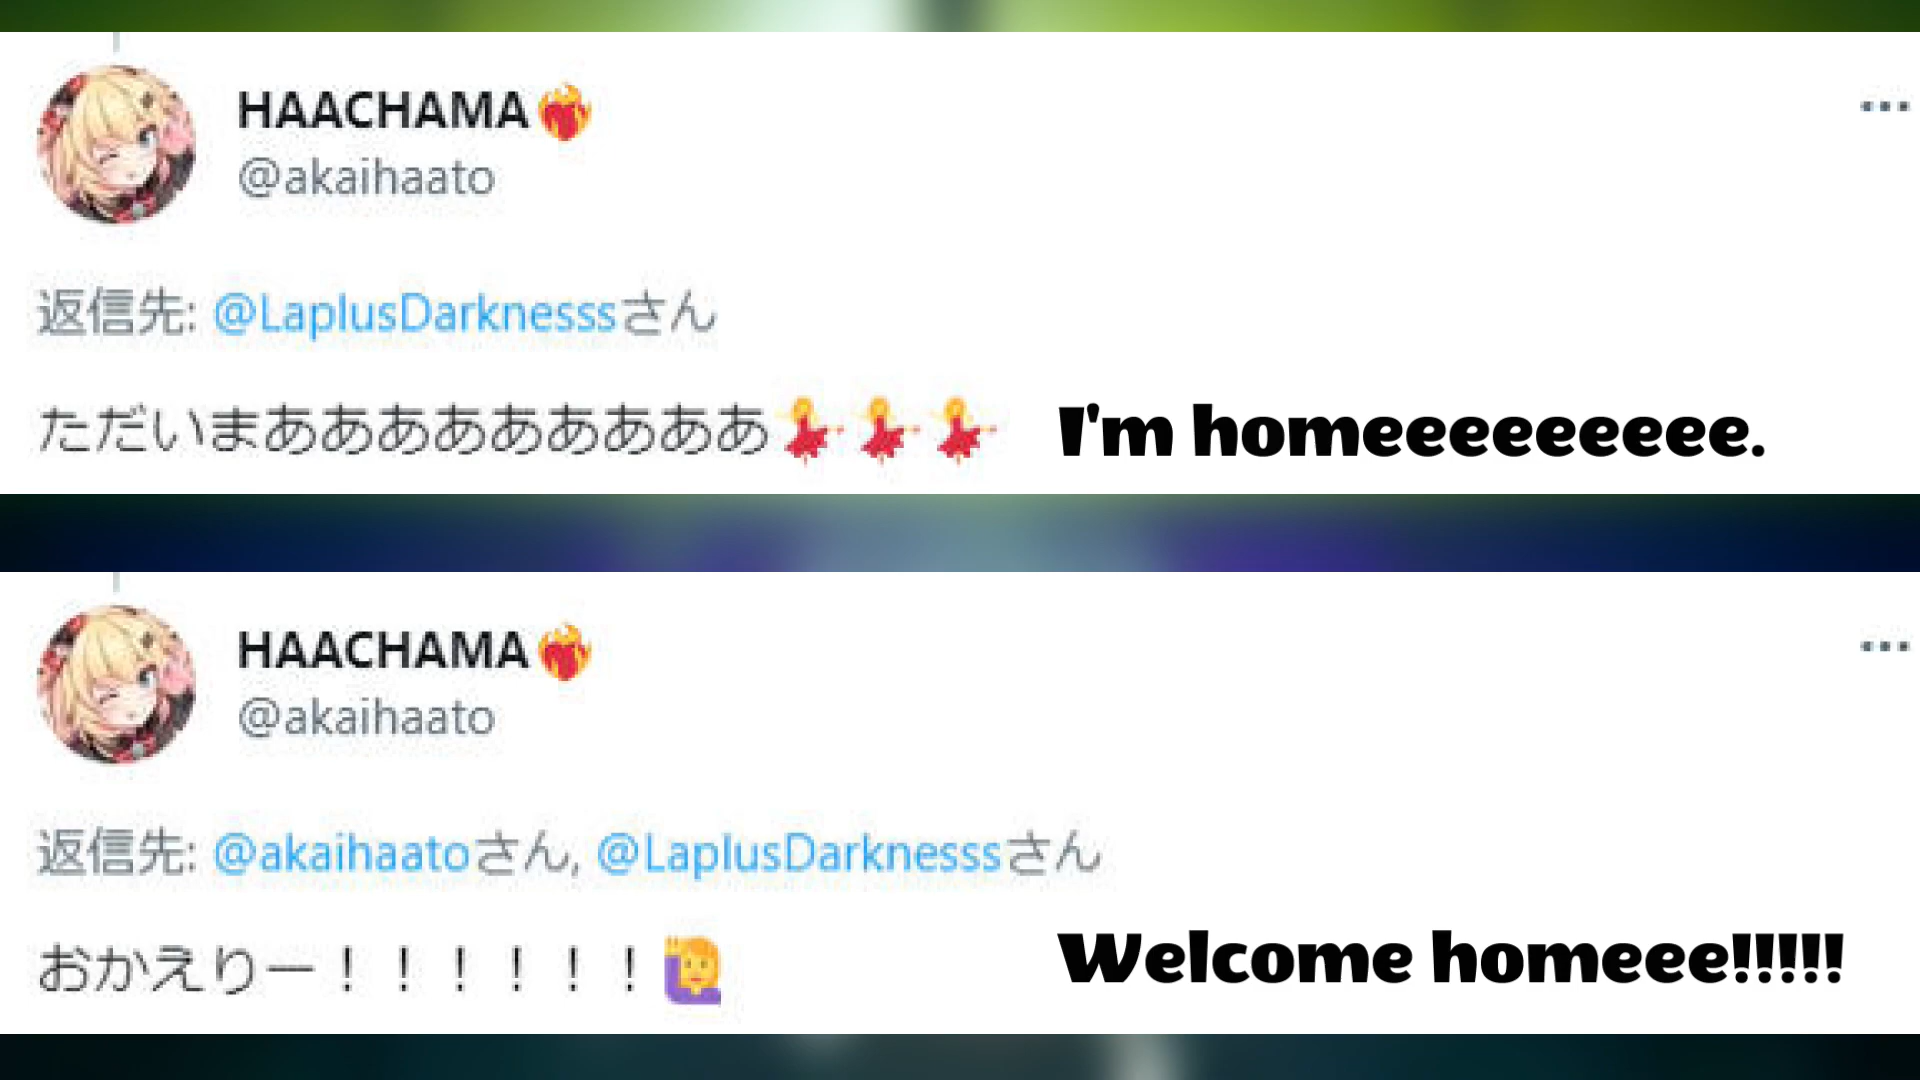 HAACHAMA❤️‍🔥
@akaihaato
返信先: @LaplusDarknesssさん
ただいまあああああああああ💃💃💃 I'm homeeeeeeeeee.
HAACHAMA❤️‍🔥
@akaihaato
返信先: @akaihaatoさん, @LaplusDarknesssさん
おかえりー！！！！！！🙋‍♀️ Welcome homeee!!!!!